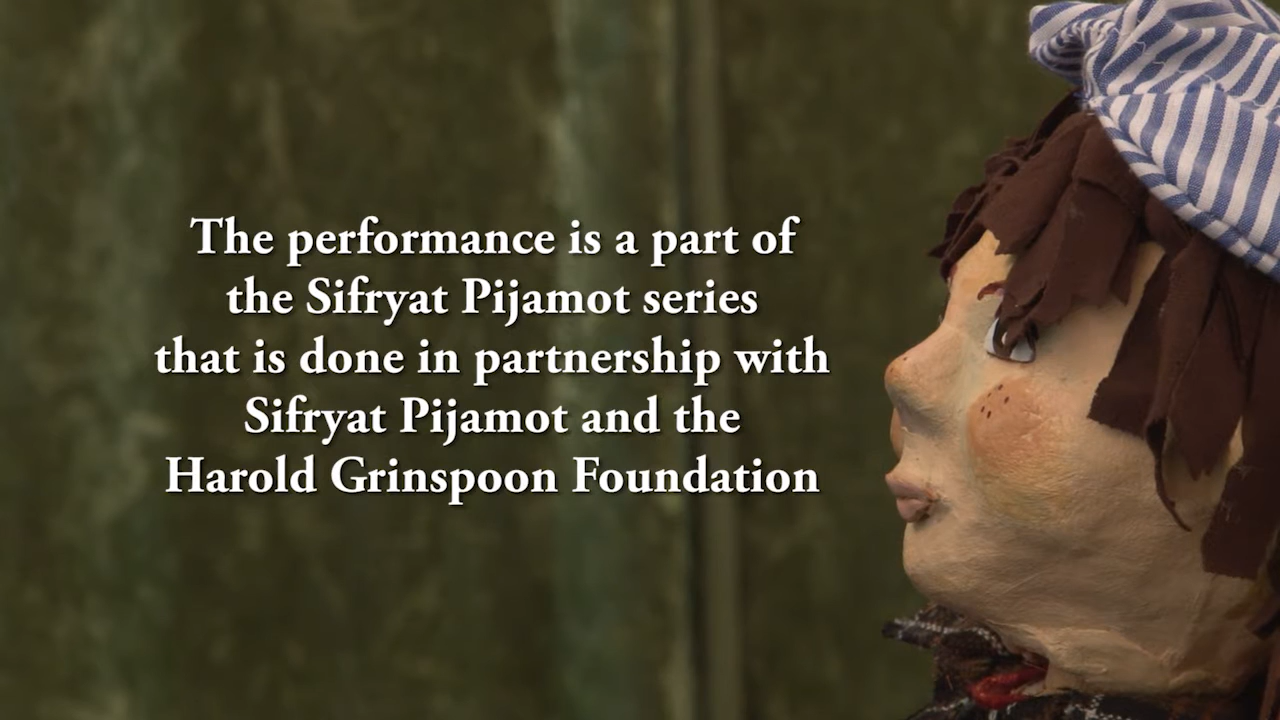 The performance is a part of
the Sifryat Pijamot series
that is done in partnership with
Sifryat Pijamot and the
Harold Grinspoon Foundation